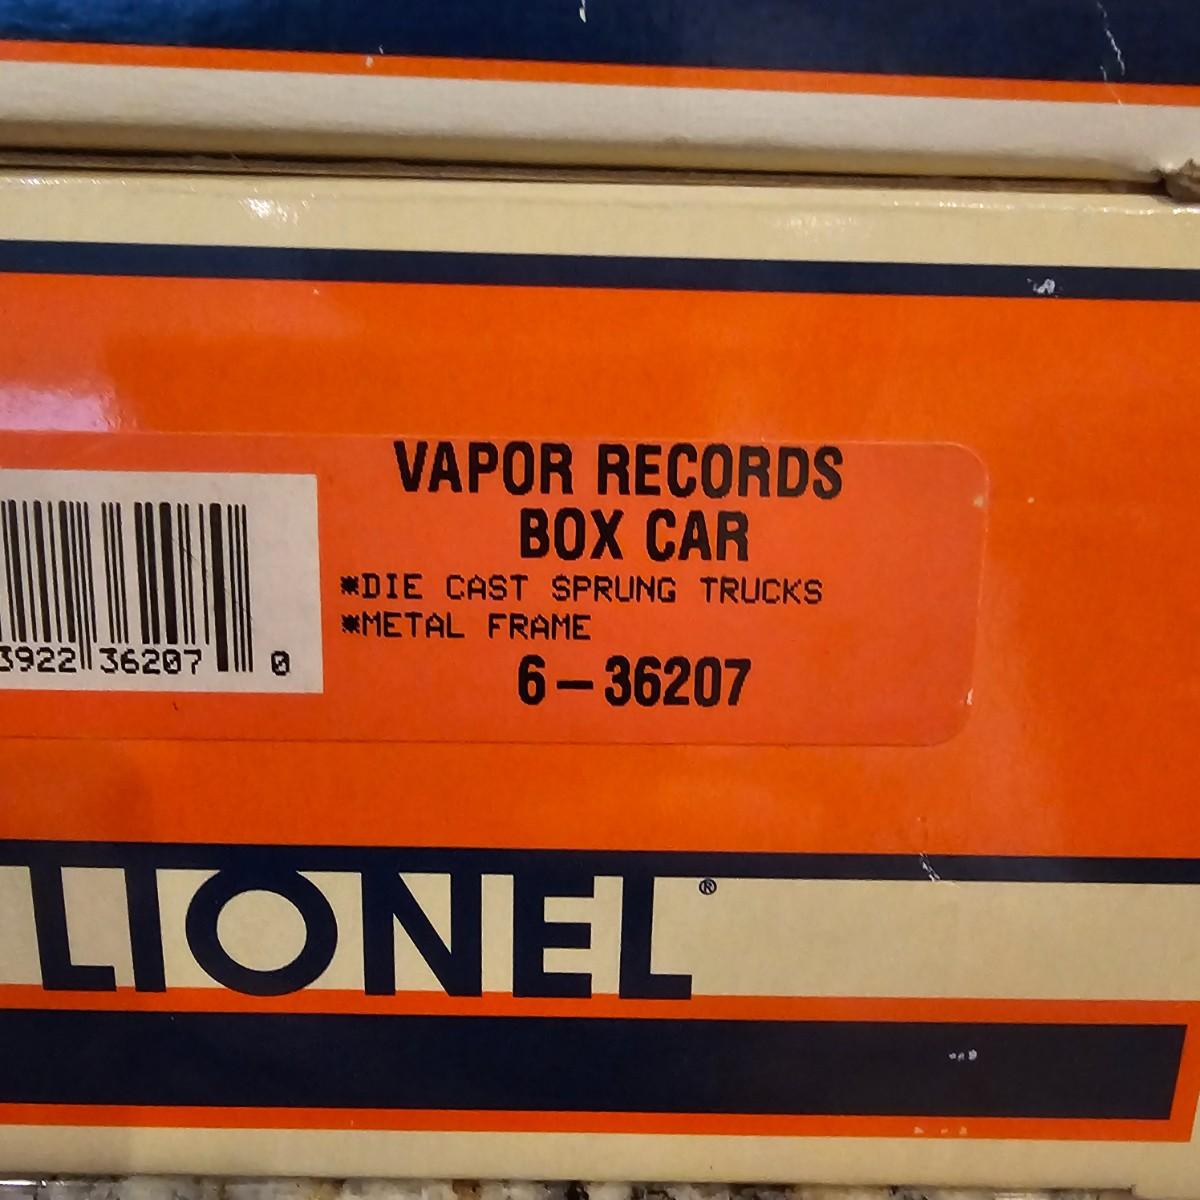 VAPOR RECORDS
BOX CAR
*DIE CAST SPRUNG TRUCKS
*METAL FRAME
6-36207
3922 36207 0
LIONEL®